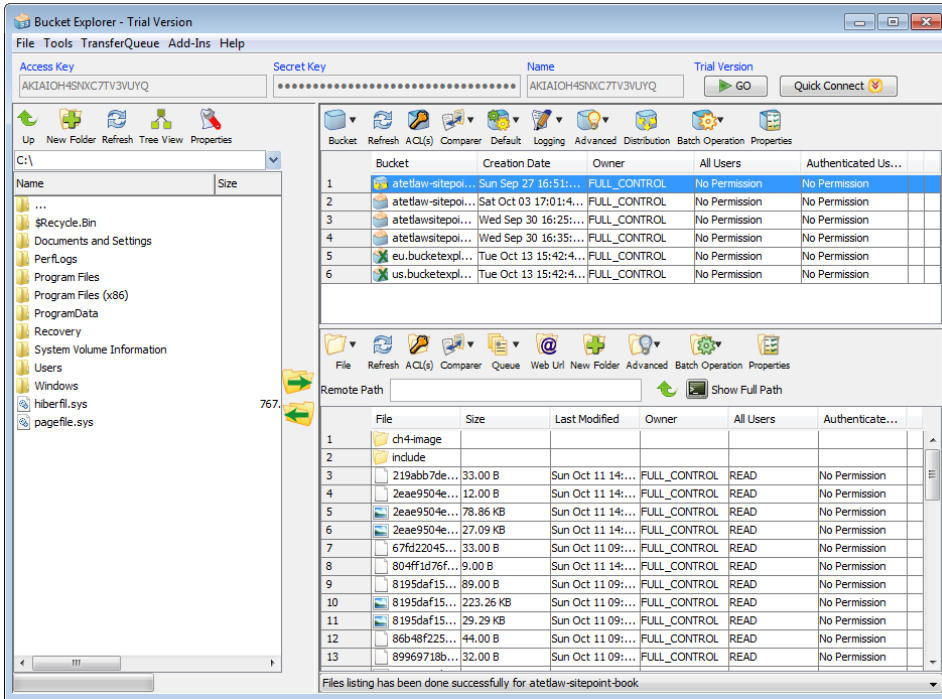 Bucket Explorer - Trial Version
File Tools TransferQueue Add-Ins Help
Access Key Secret Key Name Trial Version
AKIAIOH4SNXC7TV3VUYQ •••••••••••••••••••••••••••••••••• AKIAIOH4SNXC7TV3VUYQ GO Quick Connect
Up New Folder Refresh Tree View Properties
C:\
Name Size
...
$Recycle.Bin
Documents and Settings
PerfLogs
Program Files
Program Files (x86)
ProgramData
Recovery
System Volume Information
Users
Windows
hiberfil.sys 767.
pagefile.sys
Bucket Refresh ACL(s) Comparer Default Logging Advanced Distribution Batch Operation Properties
Bucket Creation Date Owner All Users Authenticated Us...
1 atetlaw-sitepoi... Sun Sep 27 16:51:... FULL_CONTROL No Permission No Permission
2 atetlaw-sitepoi... Sat Oct 03 17:01:4... FULL_CONTROL No Permission No Permission
3 atetlawsitepoi... Wed Sep 30 16:25:... FULL_CONTROL No Permission No Permission
4 atetlawsitepoi... Wed Sep 30 16:35:... FULL_CONTROL No Permission No Permission
5 eu.bucketexpl... Tue Oct 13 15:42:4... FULL_CONTROL No Permission No Permission
6 us.bucketexpl... Tue Oct 13 15:42:4... FULL_CONTROL No Permission No Permission
File Refresh ACL(s) Comparer Queue Web Url New Folder Advanced Batch Operation Properties
Remote Path Show Full Path
File Size Last Modified Owner All Users Authenticate...
1 ch4-image
2 include
3 219abb7de... 33.00 B Sun Oct 11 14:... FULL_CONTROL READ No Permission
4 2eae9504e... 12.00 B Sun Oct 11 14:... FULL_CONTROL READ No Permission
5 2eae9504e... 78.86 KB Sun Oct 11 14:... FULL_CONTROL READ No Permission
6 2eae9504e... 27.09 KB Sun Oct 11 14:... FULL_CONTROL READ No Permission
7 67fd22045... 33.00 B Sun Oct 11 09:... FULL_CONTROL READ No Permission
8 804ff1d76f... 9.00 B Sun Oct 11 14:... FULL_CONTROL READ No Permission
9 8195daf15... 89.00 B Sun Oct 11 09:... FULL_CONTROL READ No Permission
10 8195daf15... 223.26 KB Sun Oct 11 09:... FULL_CONTROL READ No Permission
11 8195daf15... 29.29 KB Sun Oct 11 09:... FULL_CONTROL READ No Permission
12 86b48f225... 44.00 B Sun Oct 11 09:... FULL_CONTROL READ No Permission
13 89969718b... 32.00 B Sun Oct 11 09:... FULL_CONTROL READ No Permission
Files listing has been done successfully for atetlaw-sitepoint-book